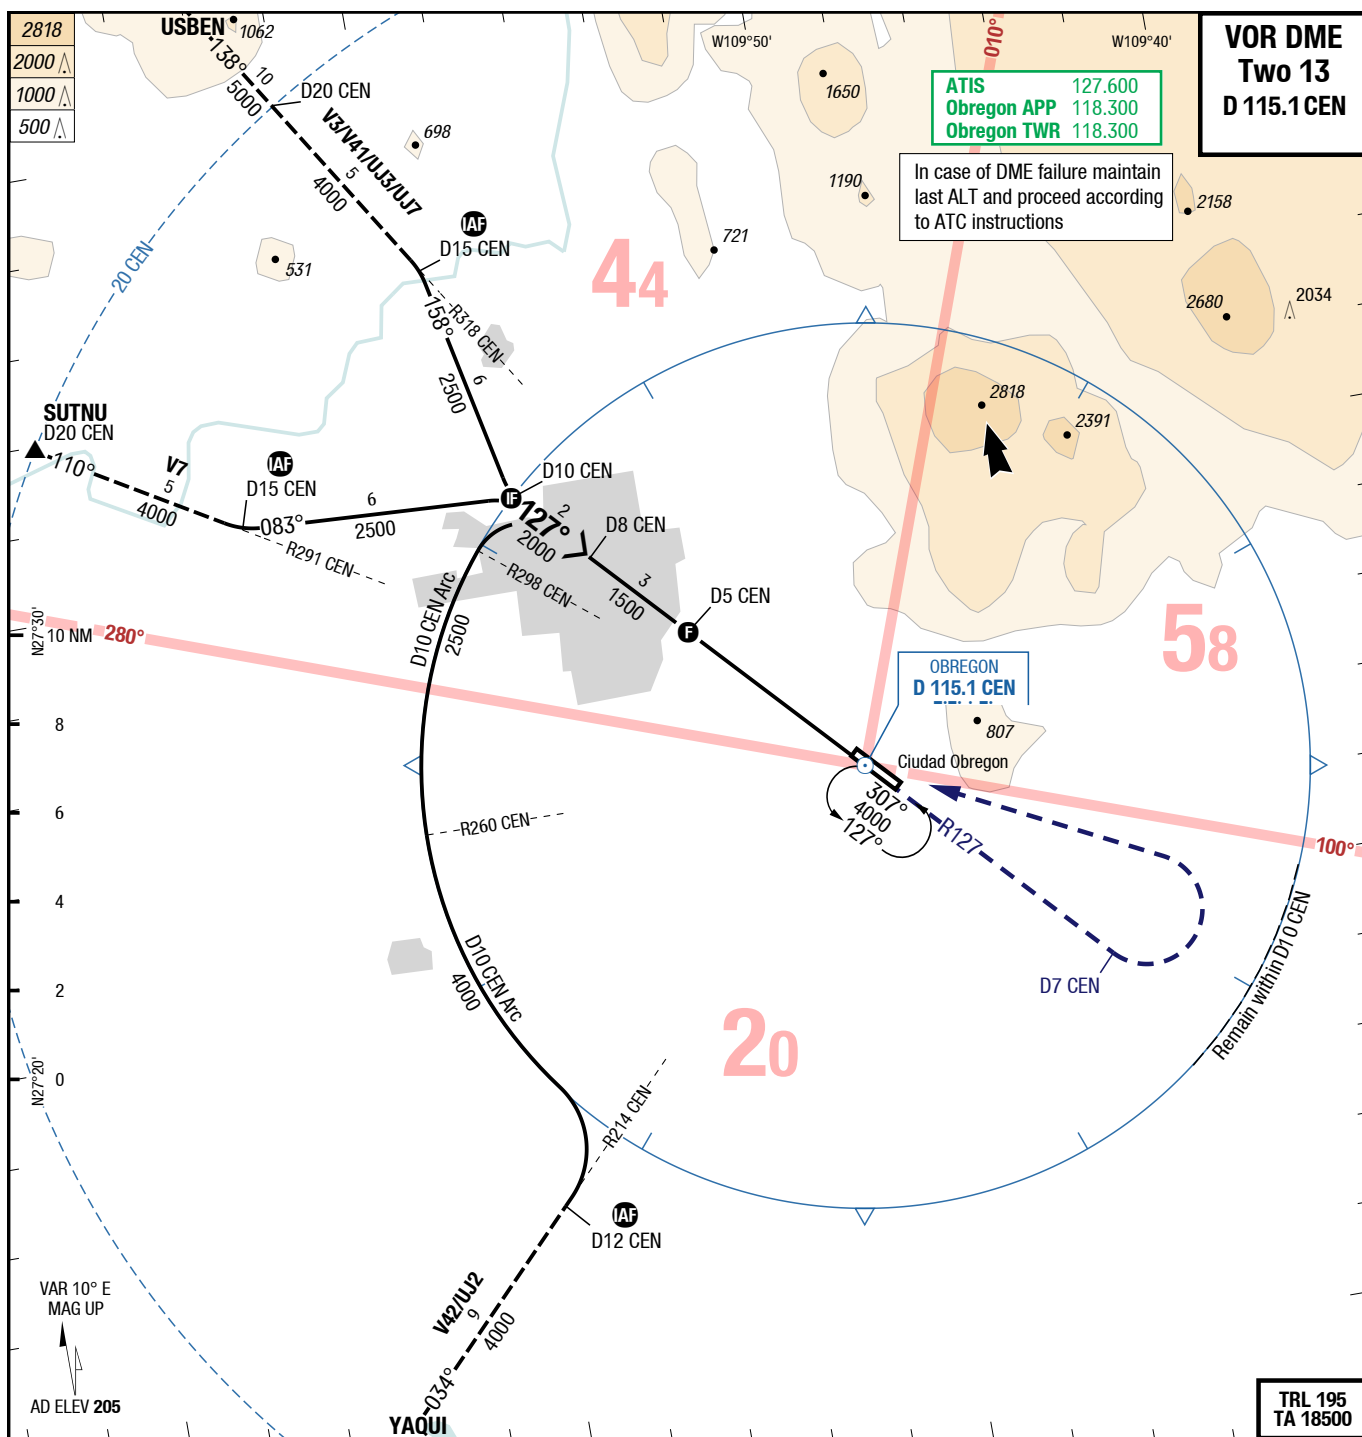 2818
2000
1000
500
USBEN
1062
138°
10
5000
D20 CEN
V3/V41/UJ3/UJ7
5
4000
698
IAF
D15 CEN
531
20 CEN
W109°50'
W109°40'
010°
VOR DME
Two 13
D 115.1 CEN
ATIS 127.600
Obregon APP 118.300
Obregon TWR 118.300
In case of DME failure maintain
last ALT and proceed according
to ATC instructions
1650
1190
721
2158
2680
2034
44
158°
6
2500
R318 CEN
2818
2391
SUTNU
D20 CEN
110°
V7
5
4000
IAF
D15 CEN
083°
6
2500
R291 CEN
IF
D10 CEN
127°
2
2000
D8 CEN
R298 CEN
3
1500
F
D5 CEN
D10 CEN Arc
2500
N27°30'
10 NM
280°
58
OBREGON
D 115.1 CEN
807
Ciudad Obregon
8
6
4
2
0
307°
4000
127°
R127
100°
R260 CEN
D10 CEN Arc
4000
D7 CEN
Remain within D10 CEN
20
N27°20'
R214 CEN
IAF
D12 CEN
V42/UJ2
9
4000
034°
YAQUI
VAR 10° E
MAG UP
AD ELEV 205
TRL 195
TA 18500